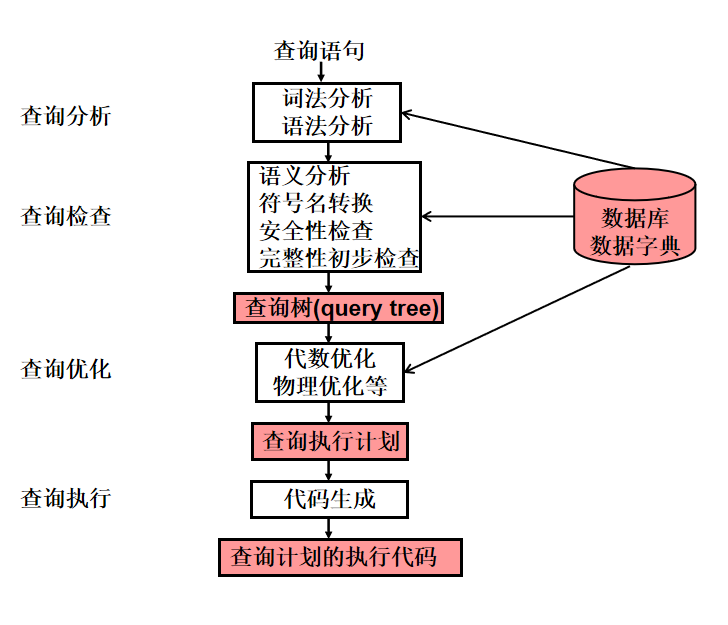 查询语句
查询分析
词法分析
语法分析
查询检查
语义分析
符号名转换
安全性检查
完整性初步检查
数据库
数据字典
查询树(query tree)
查询优化
代数优化
物理优化等
查询执行计划
查询执行
代码生成
查询计划的执行代码